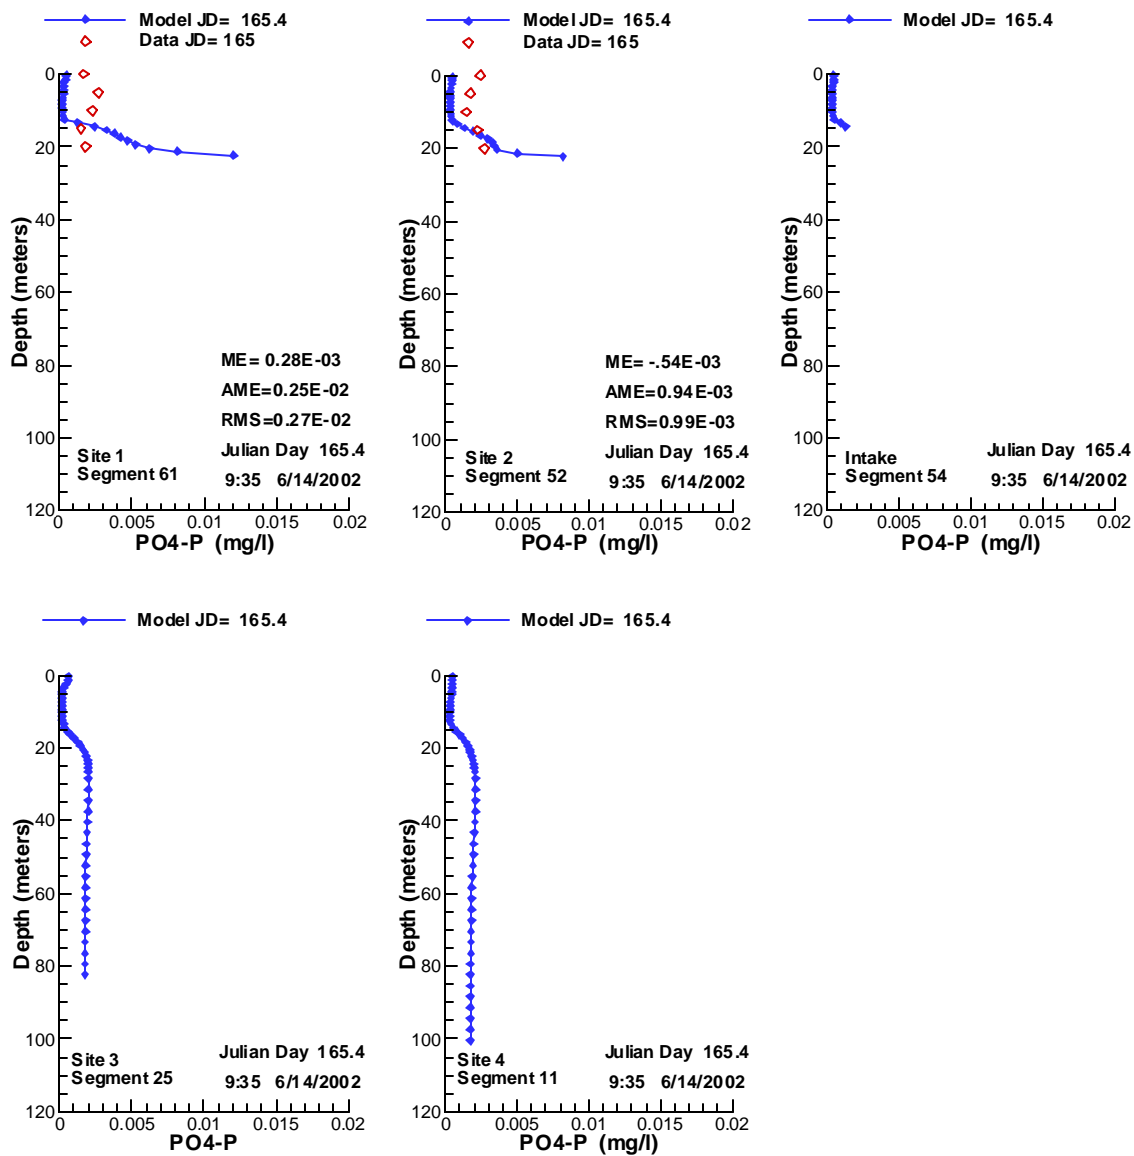 Model JD= 165.4
Data JD= 165
0
20
40
60
80
100
120
Depth (meters)
ME= 0.28E-03
AME=0.25E-02
RMS=0.27E-02
Julian Day 165.4
9:35 6/14/2002
Site 1
Segment 61
0 0.005 0.01 0.015 0.02
PO4-P (mg/l)
Model JD= 165.4
Data JD= 165
0
20
40
60
80
100
120
Depth (meters)
ME= -.54E-03
AME=0.94E-03
RMS=0.99E-03
Julian Day 165.4
9:35 6/14/2002
Site 2
Segment 52
0 0.005 0.01 0.015 0.02
PO4-P (mg/l)
Model JD= 165.4
0
20
40
60
80
100
120
Depth (meters)
Julian Day 165.4
9:35 6/14/2002
Intake
Segment 54
0 0.005 0.01 0.015 0.02
PO4-P (mg/l)
Model JD= 165.4
0
20
40
60
80
100
120
Depth (meters)
Julian Day 165.4
9:35 6/14/2002
Site 3
Segment 25
0 0.005 0.01 0.015 0.02
PO4-P
Model JD= 165.4
0
20
40
60
80
100
120
Depth (meters)
Julian Day 165.4
9:35 6/14/2002
Site 4
Segment 11
0 0.005 0.01 0.015 0.02
PO4-P (mg/l)